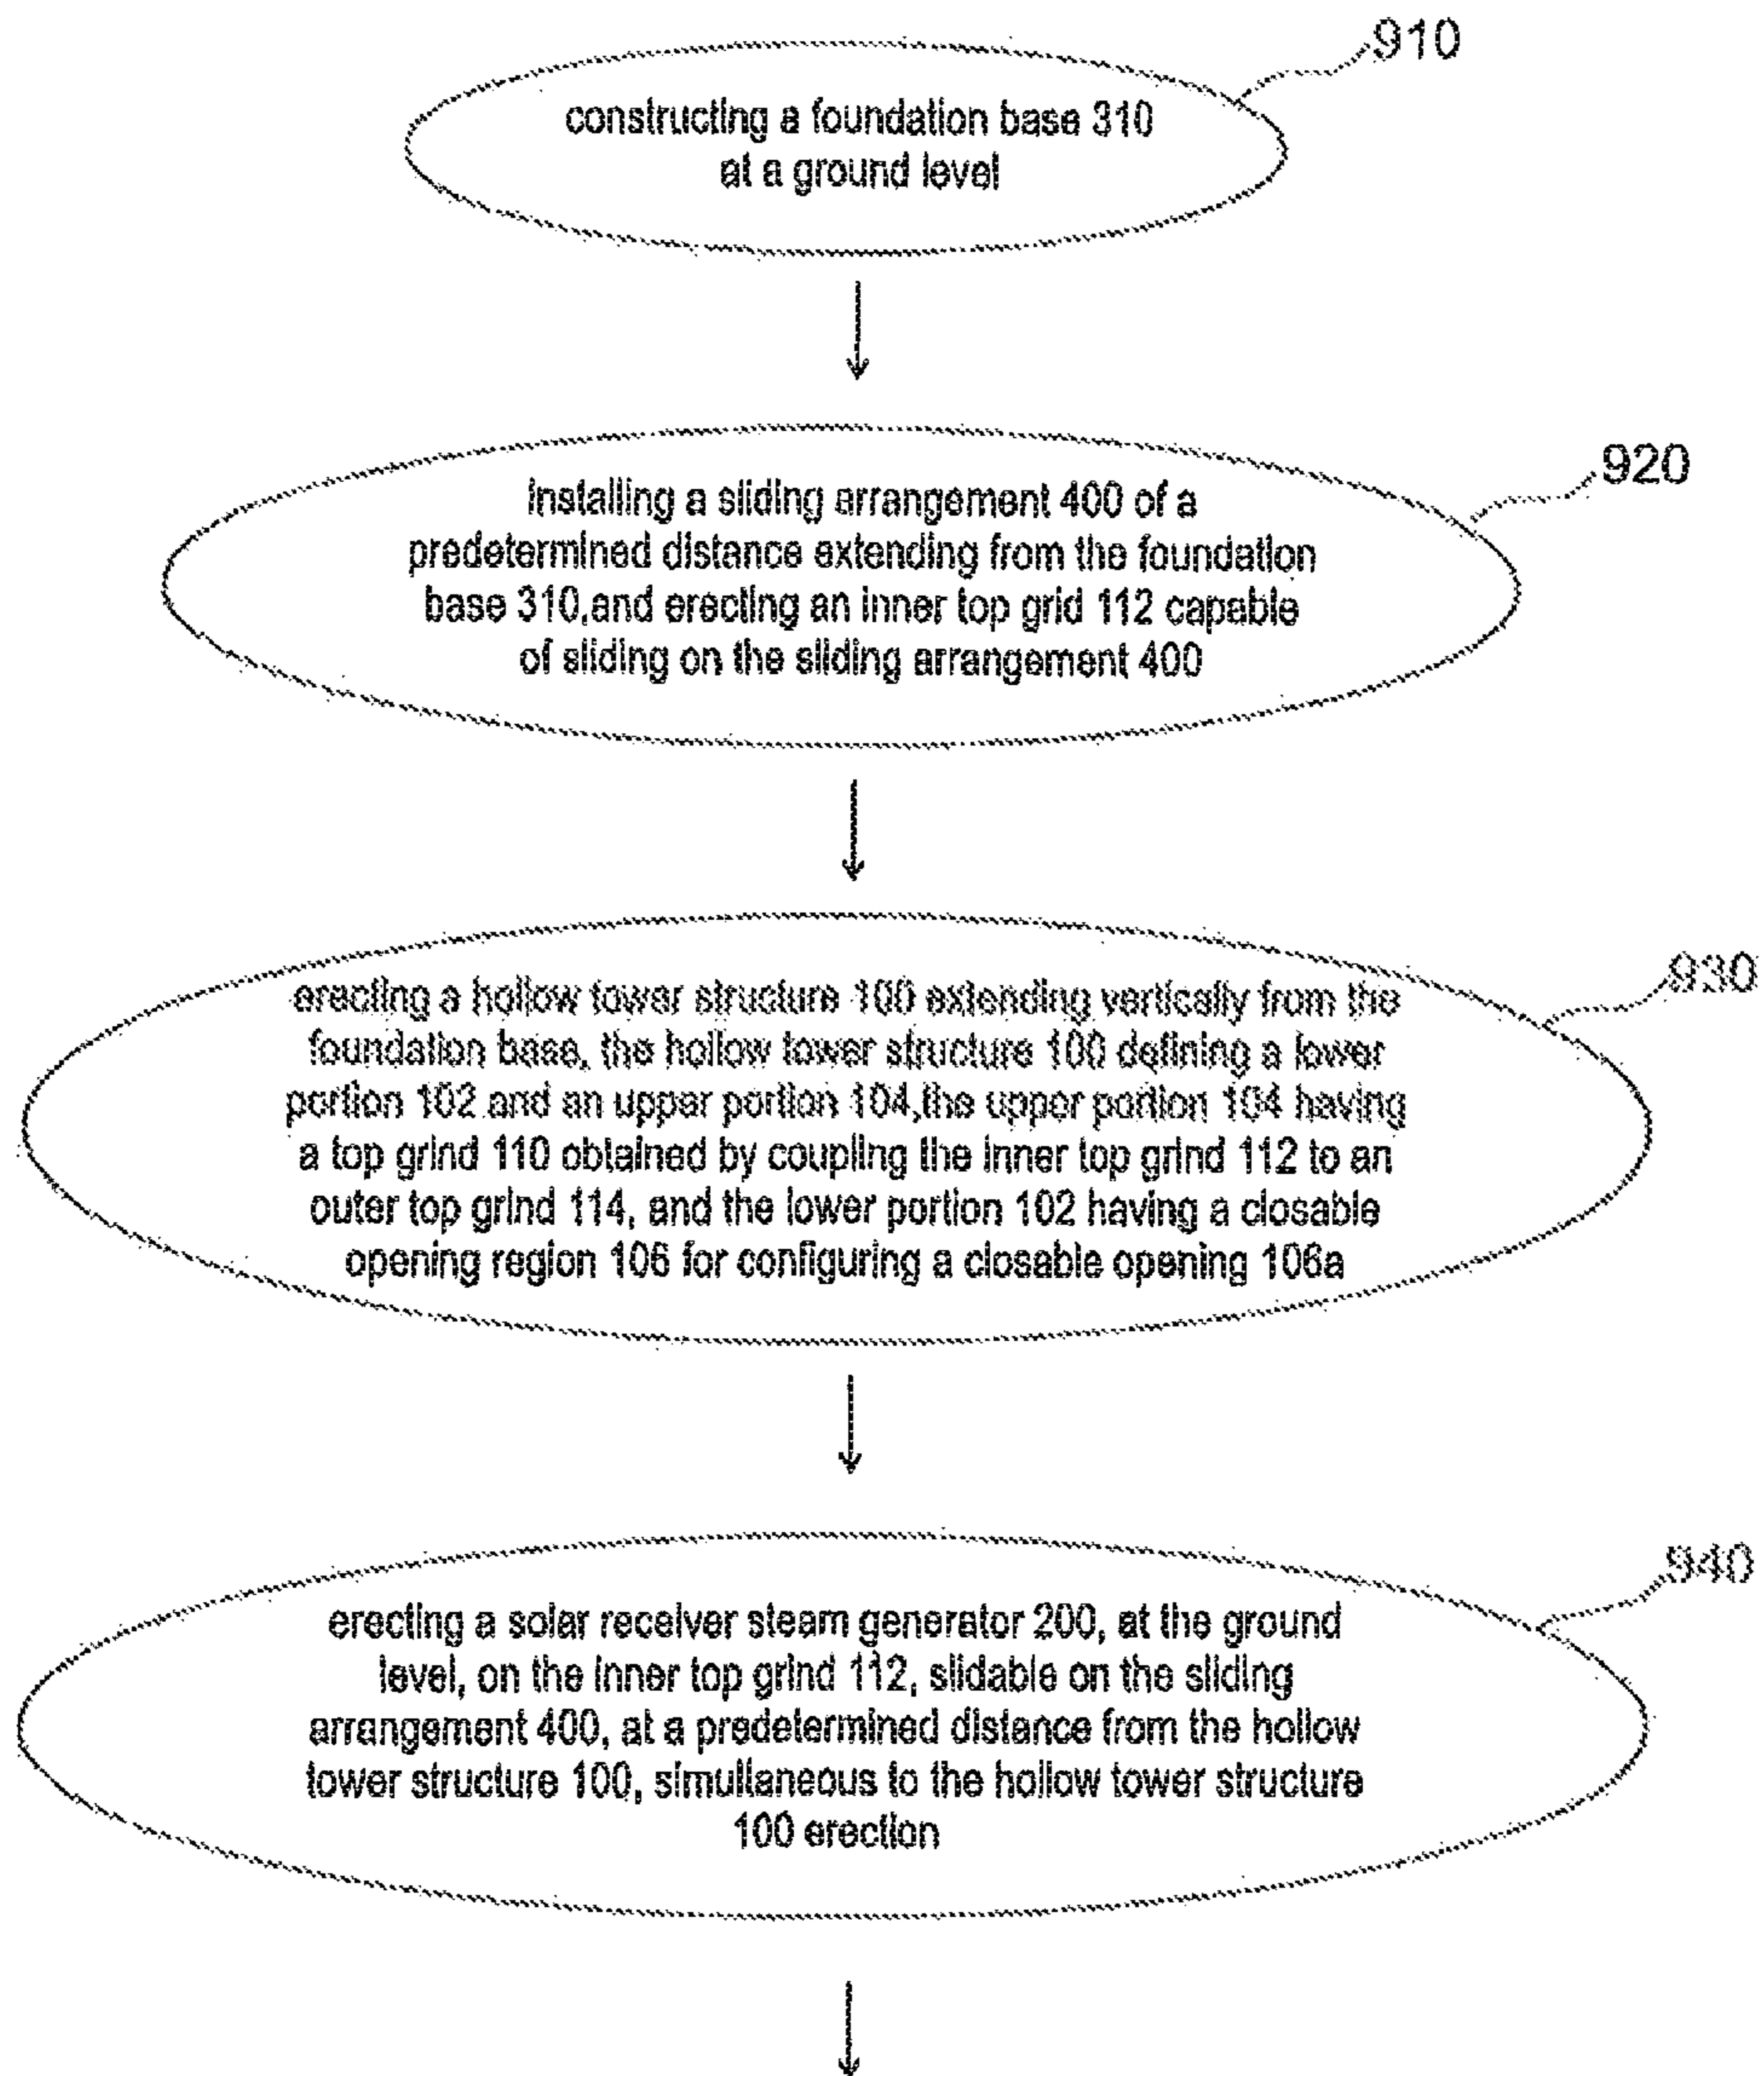 910
constructing a foundation base 310
at a ground level
920
installing a sliding arrangement 400 of a
predetermined distance extending from the foundation
base 310,and erecting an inner top grid 112 capable
of sliding on the sliding arrangement 400
930
erecting a hollow tower structure 100 extending vertically from the
foundation base, the hollow tower structure 100 defining a lower
portion 102 and an upper portion 104,the upper portion 104 having
a top grind 110 obtained by coupling the inner top grind 112 to an
outer top grind 114, and the lower portion 102 having a closable
opening region 106 for configuring a closable opening 106a
940
erecting a solar receiver steam generator 200, at the ground
level, on the inner top grind 112, slidable on the sliding
arrangement 400, at a predetermined distance from the hollow
tower structure 100, simultaneous to the hollow tower structure
100 erection